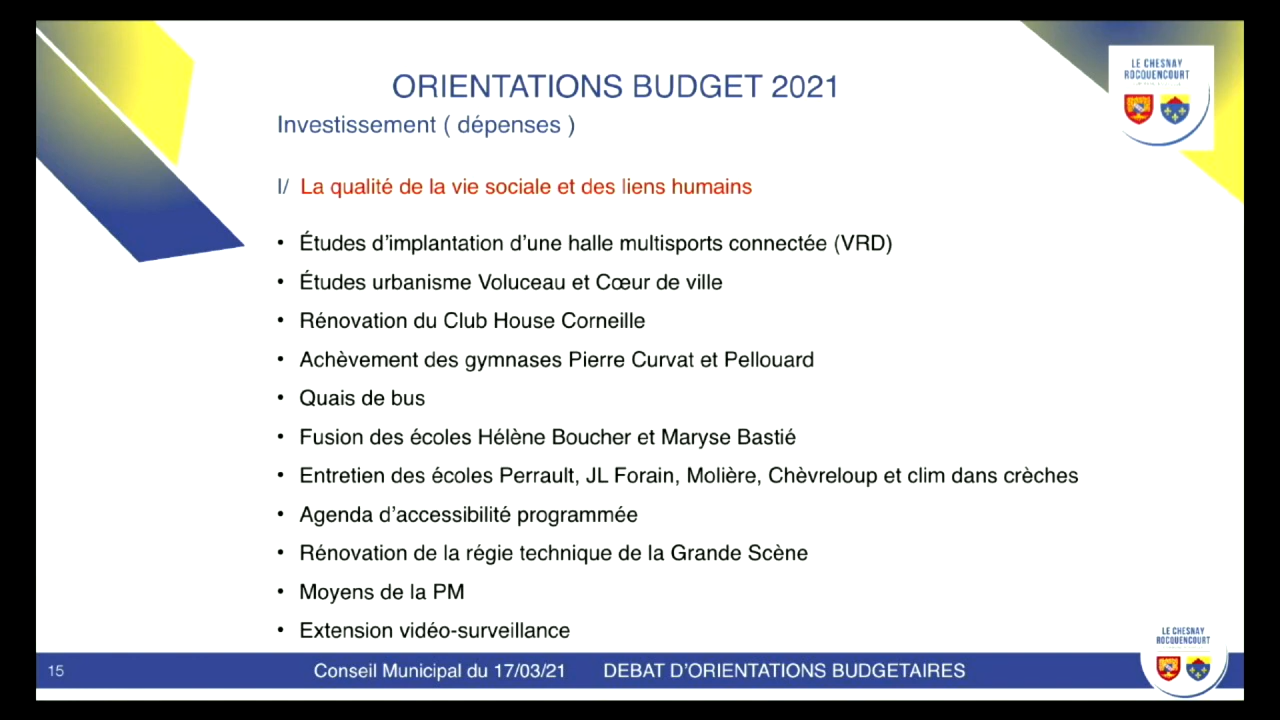 LE CHESNAY
ROCQUENCOURT
ORIENTATIONS BUDGET 2021
Investissement ( dépenses )
I/ La qualité de la vie sociale et des liens humains
• Études d’implantation d’une halle multisports connectée (VRD)
• Études urbanisme Voluceau et Cœur de ville
• Rénovation du Club House Corneille
• Achèvement des gymnases Pierre Curvat et Pellouard
• Quais de bus
• Fusion des écoles Hélène Boucher et Maryse Bastié
• Entretien des écoles Perrault, JL Forain, Molière, Chèvreloup et clim dans crèches
• Agenda d’accessibilité programmée
• Rénovation de la régie technique de la Grande Scène
• Moyens de la PM
• Extension vidéo-surveillance
15 Conseil Municipal du 17/03/21 DEBAT D’ORIENTATIONS BUDGETAIRES
LE CHESNAY
ROCQUENCOURT